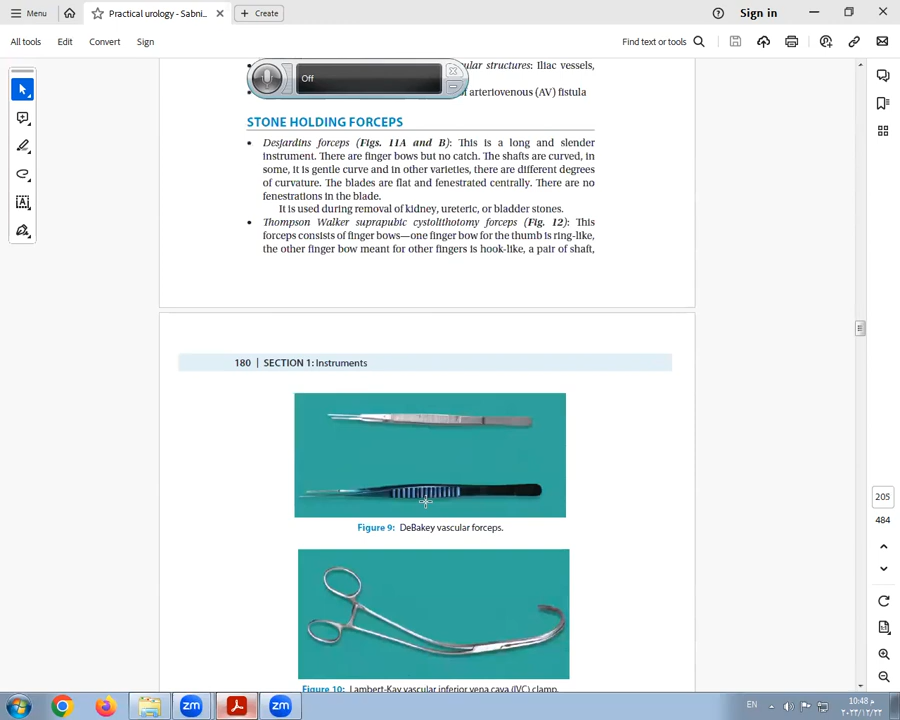 Menu
Practical urology - Sabni...
Create
Sign in
All tools
Edit
Convert
Sign
Find text or tools
Off
ular structures: Iliac vessels,
f arteriovenous (AV) fistula
STONE HOLDING FORCEPS
• Desjardins forceps (Figs. 11A and B): This is a long and slender
instrument. There are finger bows but no catch. The shafts are curved, in
some, it is gentle curve and in other varieties, there are different degrees
of curvature. The blades are flat and fenestrated centrally. There are no
fenestrations in the blade.
It is used during removal of kidney, ureteric, or bladder stones.
• Thompson Walker suprapubic cystolithotomy forceps (Fig. 12): This
forceps consists of finger bows—one finger bow for the thumb is ring-like,
the other finger bow meant for other fingers is hook-like, a pair of shaft,
180 | SECTION 1: Instruments
Figure 9: DeBakey vascular forceps.
Figure 10: Lambert-Kay vascular inferior vena cava (IVC) clamp.
205
484
zm
zm
EN
10:48 م
٢٠٢٣/١٢/٢٢